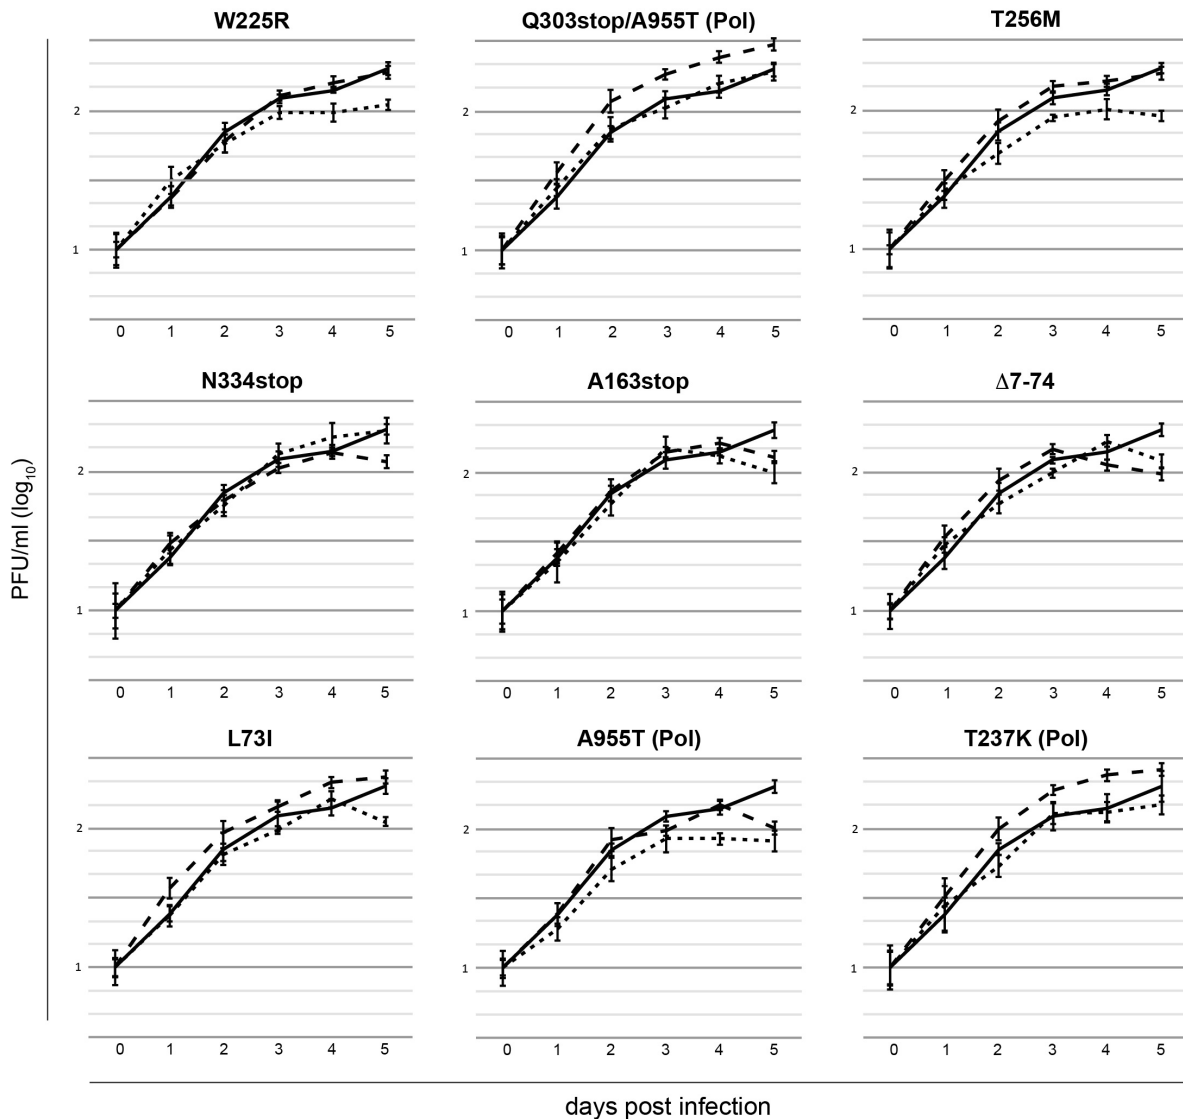 W225R
Q303stop/A955T (Pol)
T256M
2
1
0 1 2 3 4 5
2
1
0 1 2 3 4 5
2
1
0 1 2 3 4 5
N334stop
A163stop
Δ7-74
2
1
0 1 2 3 4 5
2
1
0 1 2 3 4 5
2
1
0 1 2 3 4 5
L73I
A955T (Pol)
T237K (Pol)
2
1
0 1 2 3 4 5
2
1
0 1 2 3 4 5
2
1
0 1 2 3 4 5
PFU/ml (log₁₀)
days post infection